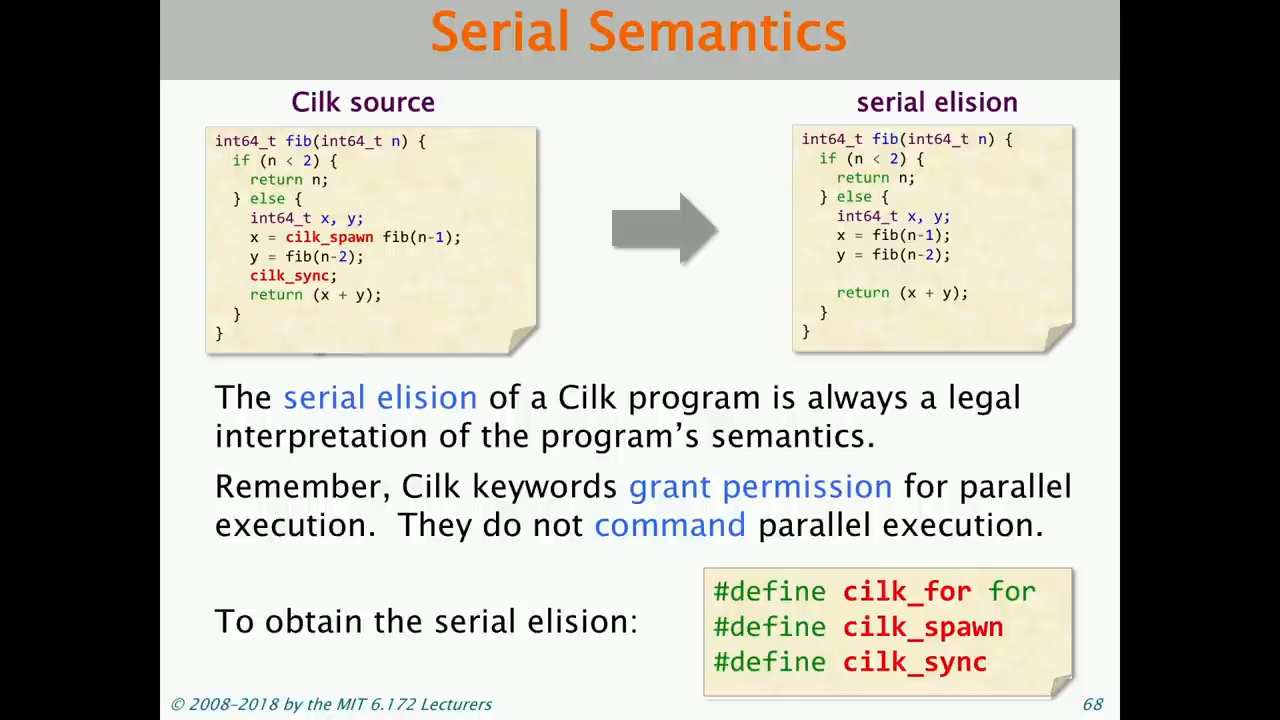 Serial Semantics
Cilk source
int64_t fib(int64_t n) {
  if (n < 2) {
    return n;
  } else {
    int64_t x, y;
    x = cilk_spawn fib(n-1);
    y = fib(n-2);
    cilk_sync;
    return (x + y);
  }
}
serial elision
int64_t fib(int64_t n) {
  if (n < 2) {
    return n;
  } else {
    int64_t x, y;
    x = fib(n-1);
    y = fib(n-2);
    return (x + y);
  }
}
The serial elision of a Cilk program is always a legal
interpretation of the program’s semantics.
Remember, Cilk keywords grant permission for parallel
execution. They do not command parallel execution.
To obtain the serial elision:
#define cilk_for for
#define cilk_spawn
#define cilk_sync
© 2008–2018 by the MIT 6.172 Lecturers
68